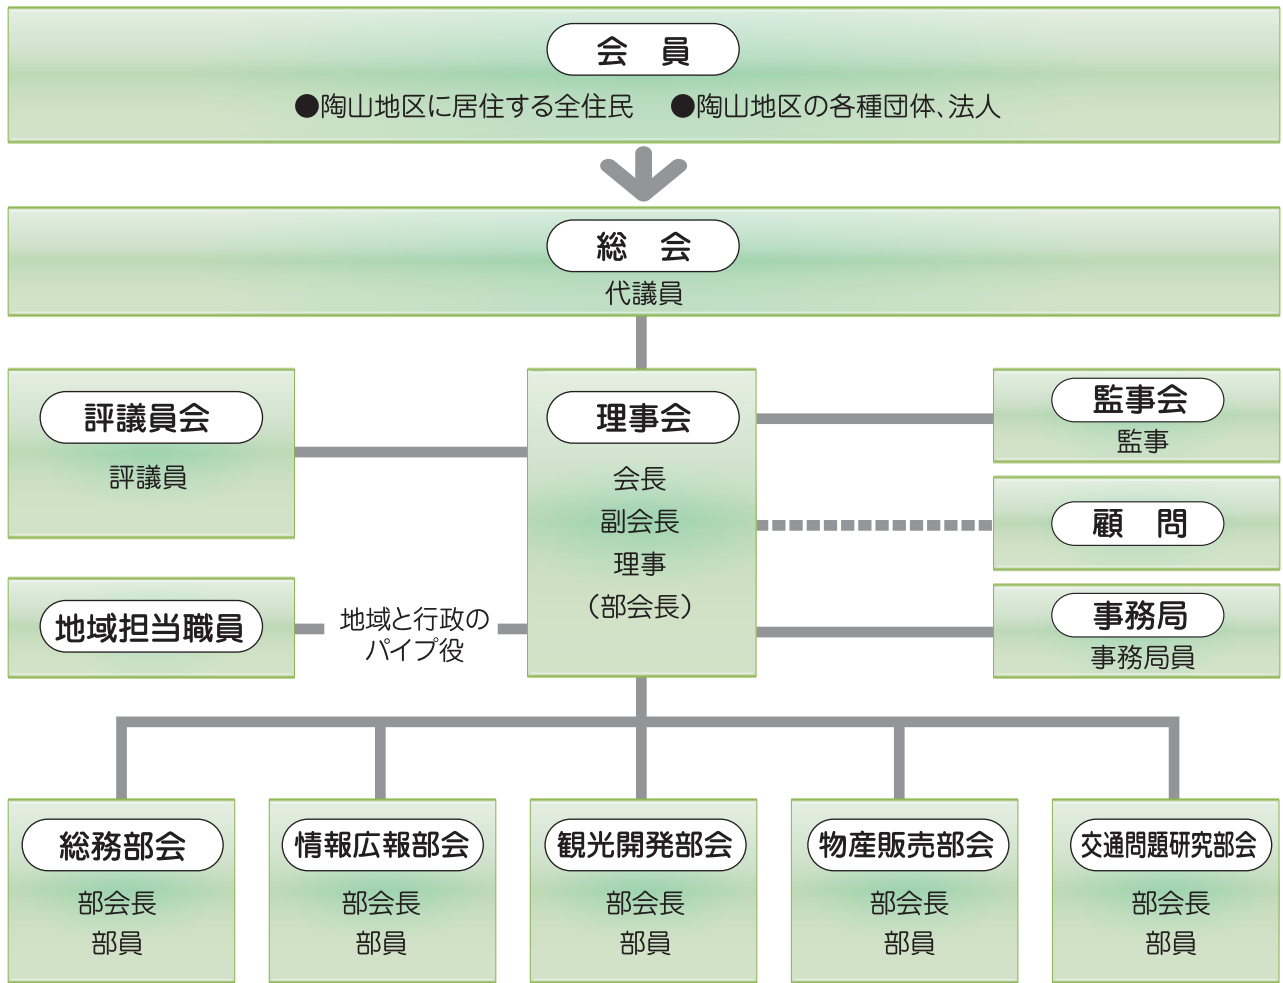 会　員
●陶山地区に居住する全住民　●陶山地区の各種団体、法人
総　会
代議員
評議員会
評議員
理事会
会長
副会長
理事
（部会長）
監事会
監事
顧　問
地域担当職員
地域と行政の
パイプ役
事務局
事務局員
総務部会
部会長
部員
情報広報部会
部会長
部員
観光開発部会
部会長
部員
物産販売部会
部会長
部員
交通問題研究部会
部会長
部員